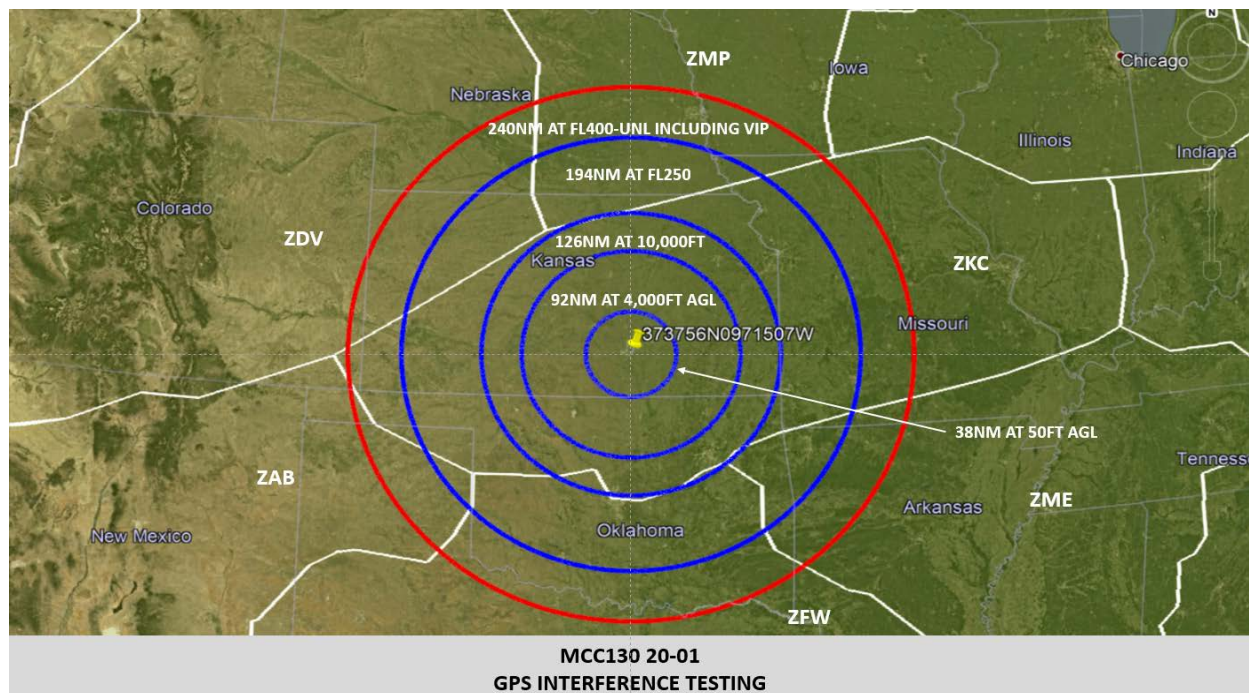 N
ZMP
Chicago
Iowa
Nebraska
240NM AT FL400-UNL INCLUDING VIP
Illinois
Indiana
194NM AT FL250
Colorado
ZDV
126NM AT 10,000FT
Kansas
ZKC
92NM AT 4,000FT AGL
Missouri
373756N0971507W
38NM AT 50FT AGL
Tennesse
ZAB
Arkansas
ZME
New Mexico
Oklahoma
ZFW
MCC130 20-01
GPS INTERFERENCE TESTING